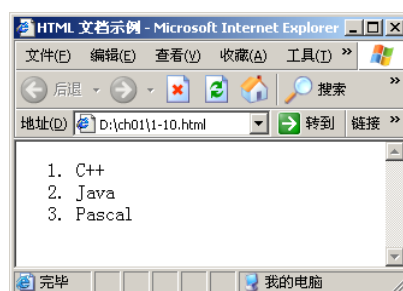 HTML 文档示例 - Microsoft Internet Explorer
文件(F) 编辑(E) 查看(V) 收藏(A) 工具(T) »
后退 搜索 »
地址(D) D:\ch01\1-10.html 转到 链接 »
1. C++
2. Java
3. Pascal
完毕 我的电脑